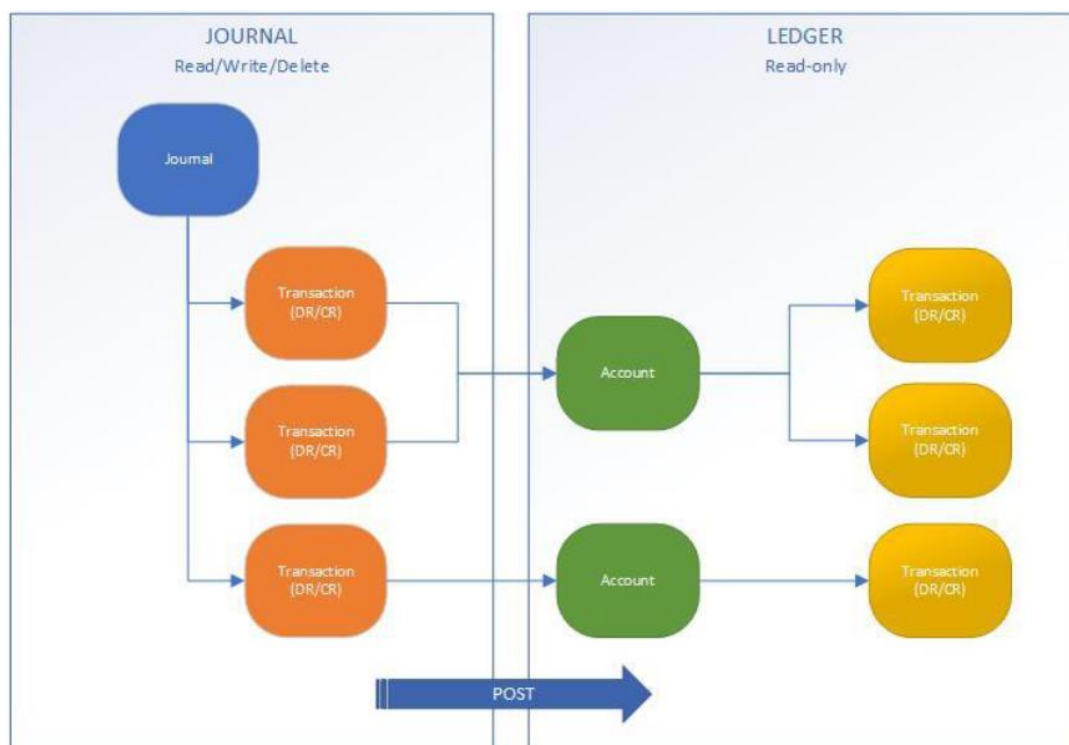 JOURNAL
Read/Write/Delete
Journal
Transaction
(DR/CR)
Transaction
(DR/CR)
Transaction
(DR/CR)
LEDGER
Read-only
Account
Account
Transaction
(DR/CR)
Transaction
(DR/CR)
Transaction
(DR/CR)
POST